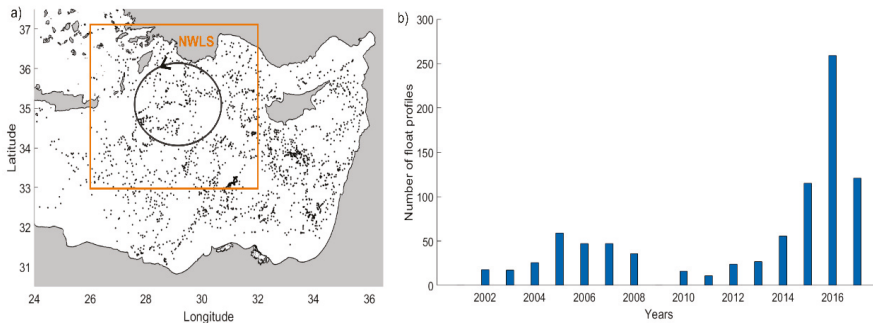 a)
NWLS
37
36
35
34
33
32
31
Latitude
24 26 28 30 32 34 36
Longitude
b)
300
250
200
150
100
50
0
Number of float profiles
2002 2004 2006 2008 2010 2012 2014 2016
Years